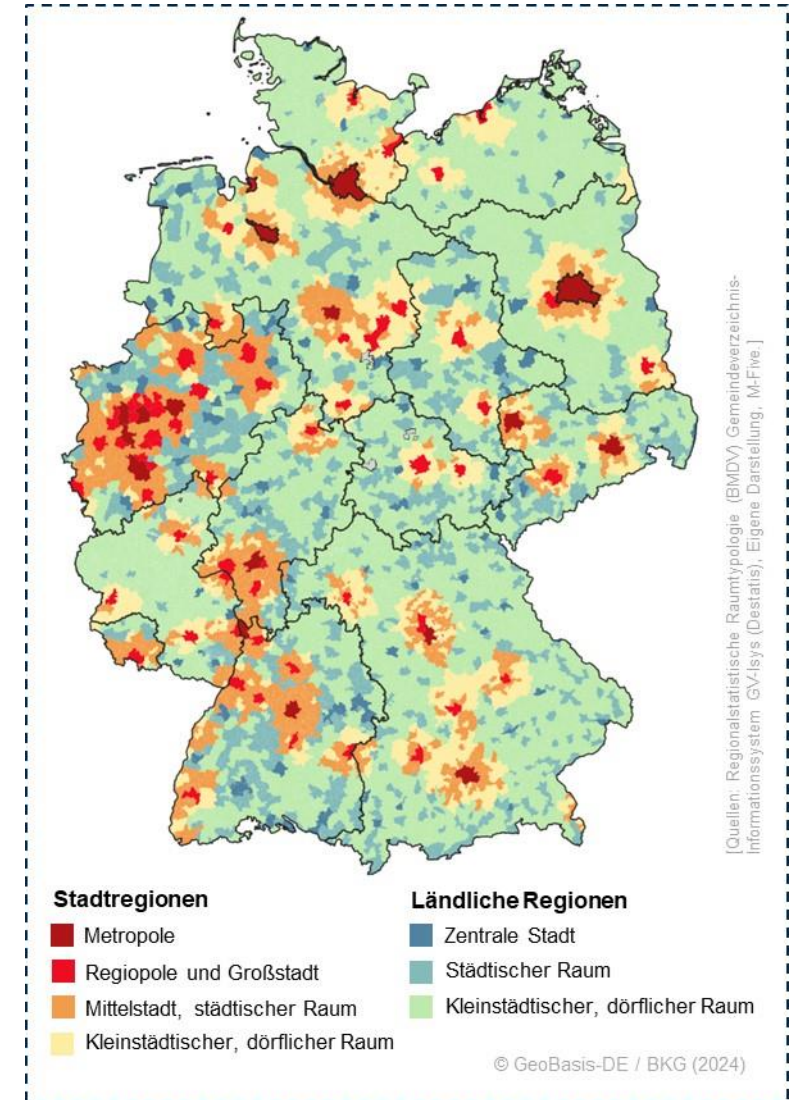 Stadtregionen
Metropole
Regiopole und Großstadt
Mittelstadt, städtischer Raum
Kleinstädtischer, dörflicher Raum
Ländliche Regionen
Zentrale Stadt
Städtischer Raum
Kleinstädtischer, dörflicher Raum
© GeoBasis-DE / BKG (2024)
[Quellen: Regionalstatistische Raumtypologie (BMDV) Gemeindeverzeichnis-
Informationssystem GV-Isys (Destatis), Eigene Darstellung, M-Five.]